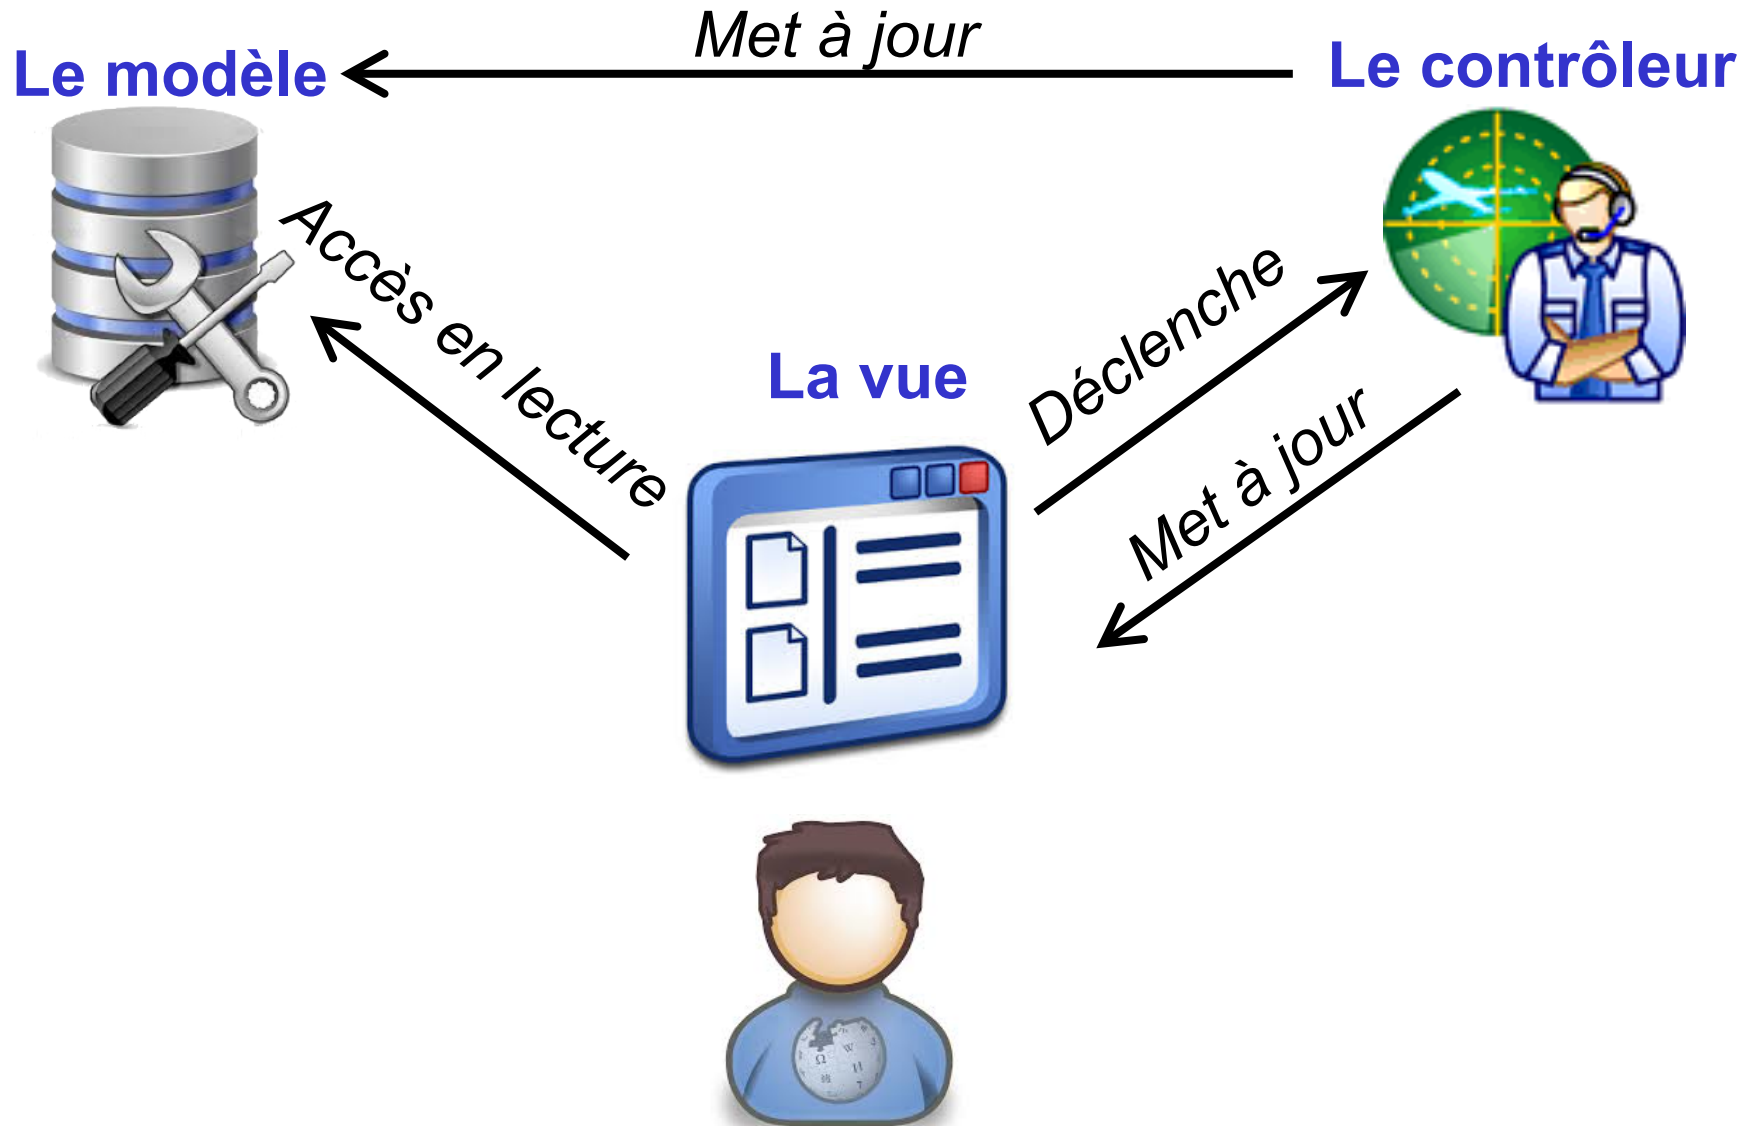 Met à jour
Le modèle
Le contrôleur
Accès en lecture
La vue
Déclenche
Met à jour
Ω
W